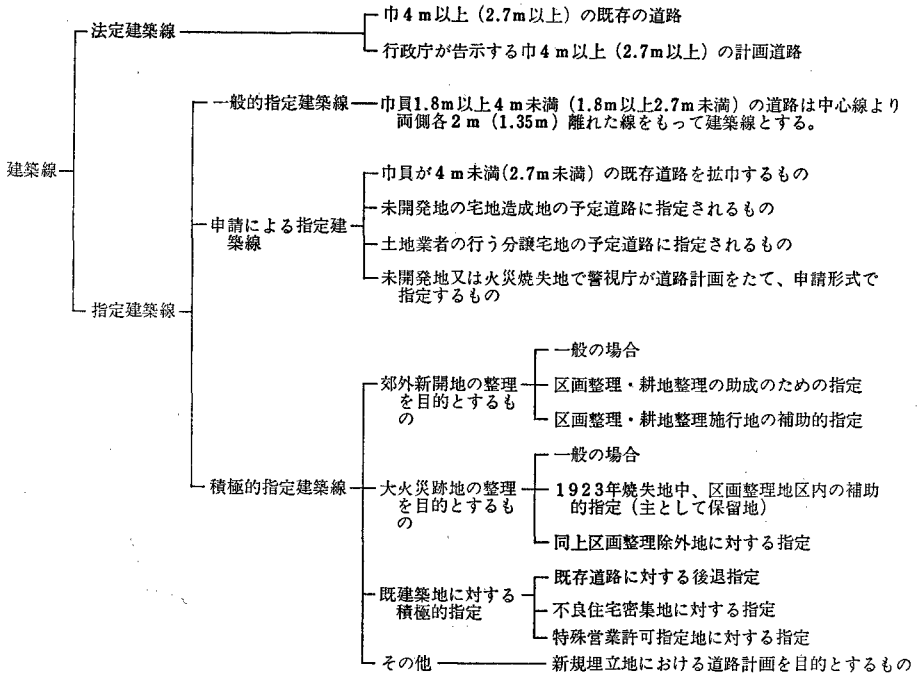 巾4m以上（2.7m以上）の既存の道路
法定建築線
行政庁が告示する巾4m以上（2.7m以上）の計画道路
一般的指定建築線
巾員1.8m以上4m未満（1.8m以上2.7m未満）の道路は中心線より
両側各2m（1.35m）離れた線をもって建築線とする。
建築線
巾員が4m未満（2.7m未満）の既存道路を拡巾するもの
未開発地の宅地造成地の予定道路に指定されるもの
申請による指定建
築線
土地業者の行う分譲宅地の予定道路に指定されるもの
未開発地又は火災焼失地で警視庁が道路計画をたて、申請形式で
指定するもの
指定建築線
一般の場合
郊外新開地の整理
を目的とするも
の
区画整理・耕地整理の助成のための指定
区画整理・耕地整理施行地の補助的指定
一般の場合
積極的指定建築線
大火災跡地の整理
を目的とするも
の
1923年焼失地中、区画整理地区内の補助
的指定（主として保留地）
同上区画整理除外地に対する指定
既存道路に対する後退指定
既建築地に対する
積極的指定
不良住宅密集地に対する指定
特殊営業許可指定地に対する指定
その他
新規埋立地における道路計画を目的とするもの